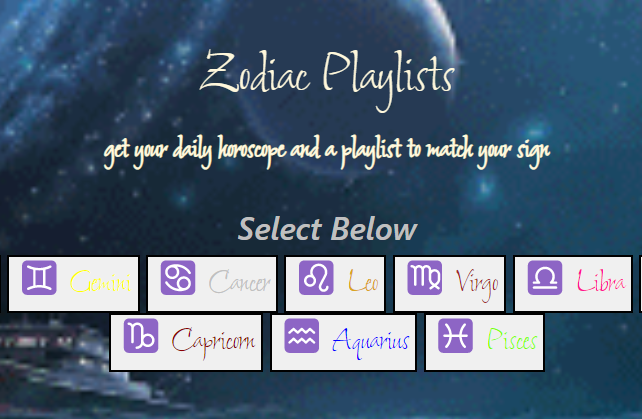 Zodiac Playlists
get your daily horoscope and a playlist to match your sign
Select Below
♊ Gemini ♋ Cancer ♌ Leo ♍ Virgo ♎ Libra
♑ Capricorn ♒ Aquarius ♓ Pisces